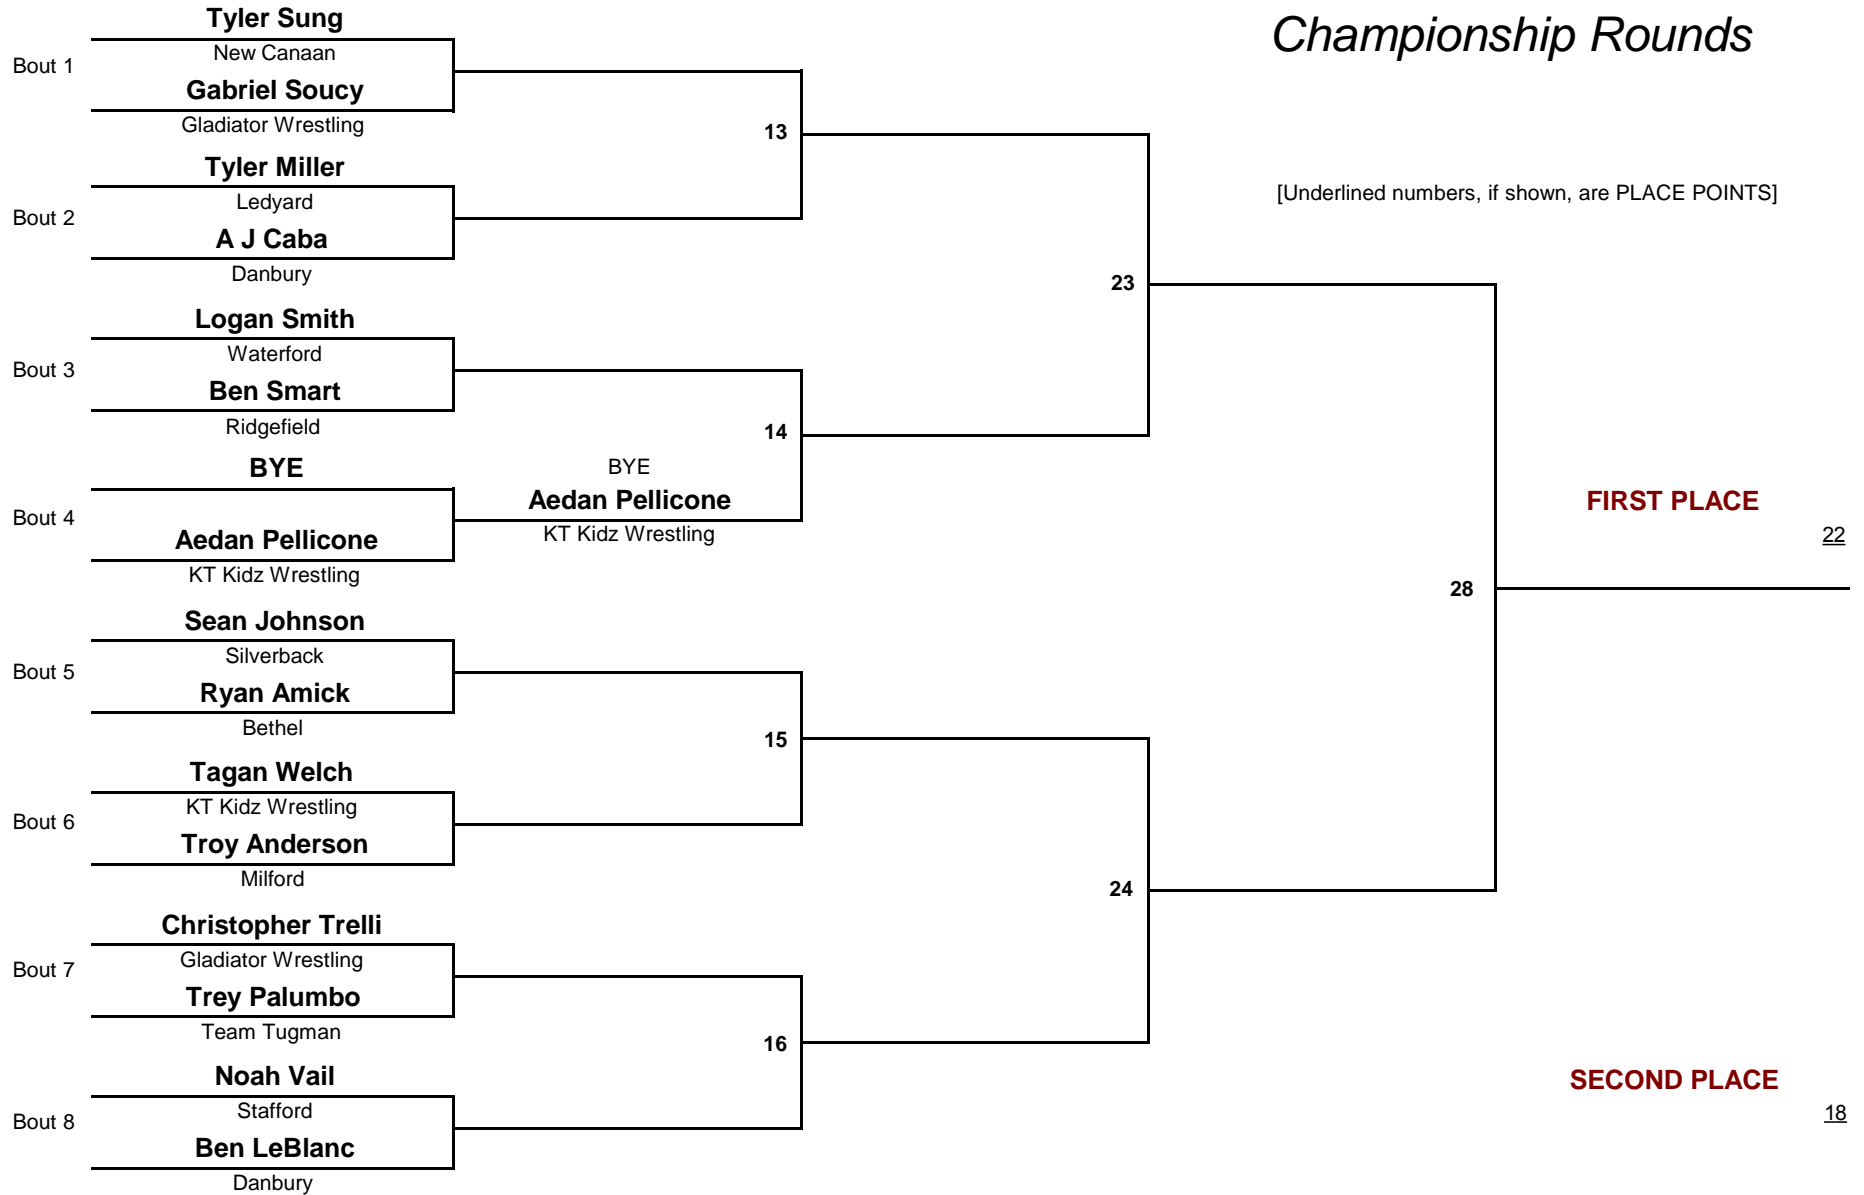 Championship Rounds
[Underlined numbers, if shown, are PLACE POINTS]
Tyler Sung
Bout 1
New Canaan
Gabriel Soucy
Gladiator Wrestling
Tyler Miller
Bout 2
Ledyard
A J Caba
Danbury
Logan Smith
Bout 3
Waterford
Ben Smart
Ridgefield
BYE
Bout 4
Aedan Pellicone
KT Kidz Wrestling
Sean Johnson
Bout 5
Silverback
Ryan Amick
Bethel
Tagan Welch
Bout 6
KT Kidz Wrestling
Troy Anderson
Milford
Christopher Trelli
Bout 7
Gladiator Wrestling
Trey Palumbo
Team Tugman
Noah Vail
Bout 8
Stafford
Ben LeBlanc
Danbury
13
14
BYE
Aedan Pellicone
KT Kidz Wrestling
15
16
23
24
28
FIRST PLACE
22
SECOND PLACE
18